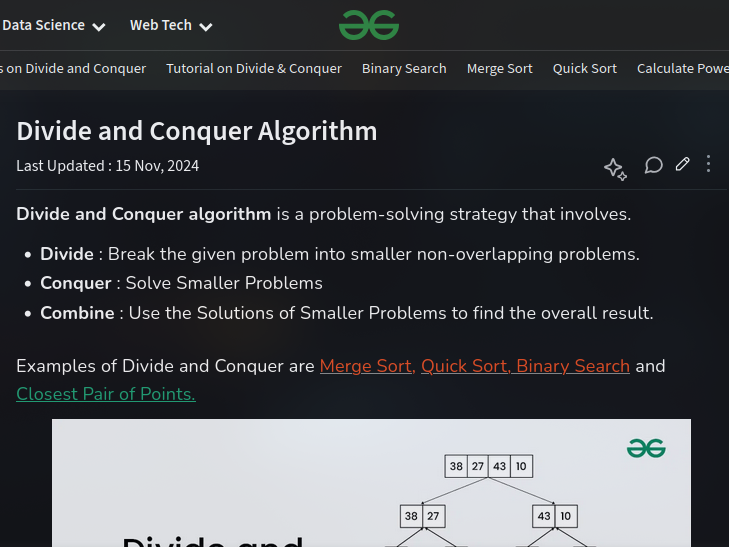 Data Science Web Tech
s on Divide and Conquer Tutorial on Divide & Conquer Binary Search Merge Sort Quick Sort Calculate Powe
Divide and Conquer Algorithm
Last Updated : 15 Nov, 2024
Divide and Conquer algorithm is a problem-solving strategy that involves.
• Divide : Break the given problem into smaller non-overlapping problems.
• Conquer : Solve Smaller Problems
• Combine : Use the Solutions of Smaller Problems to find the overall result.
Examples of Divide and Conquer are Merge Sort, Quick Sort, Binary Search and
Closest Pair of Points.
38 27 43 10
38 27 43 10
Divide and